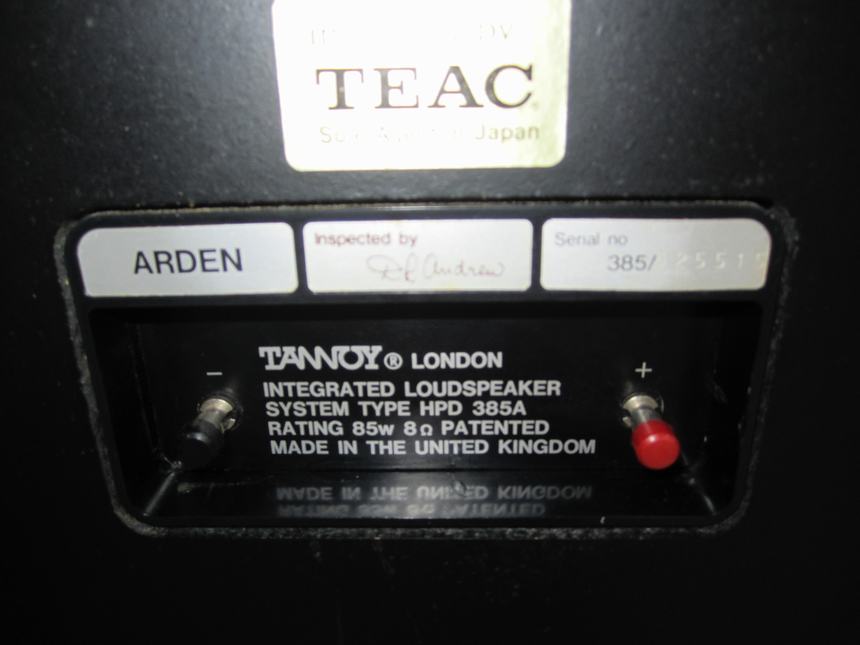 TEAC
Japan
ARDEN
Inspected by
Serial no
385/
− +
TANNOY® LONDON
INTEGRATED LOUDSPEAKER
SYSTEM TYPE HPD 385A
RATING 85w 8Ω PATENTED
MADE IN THE UNITED KINGDOM